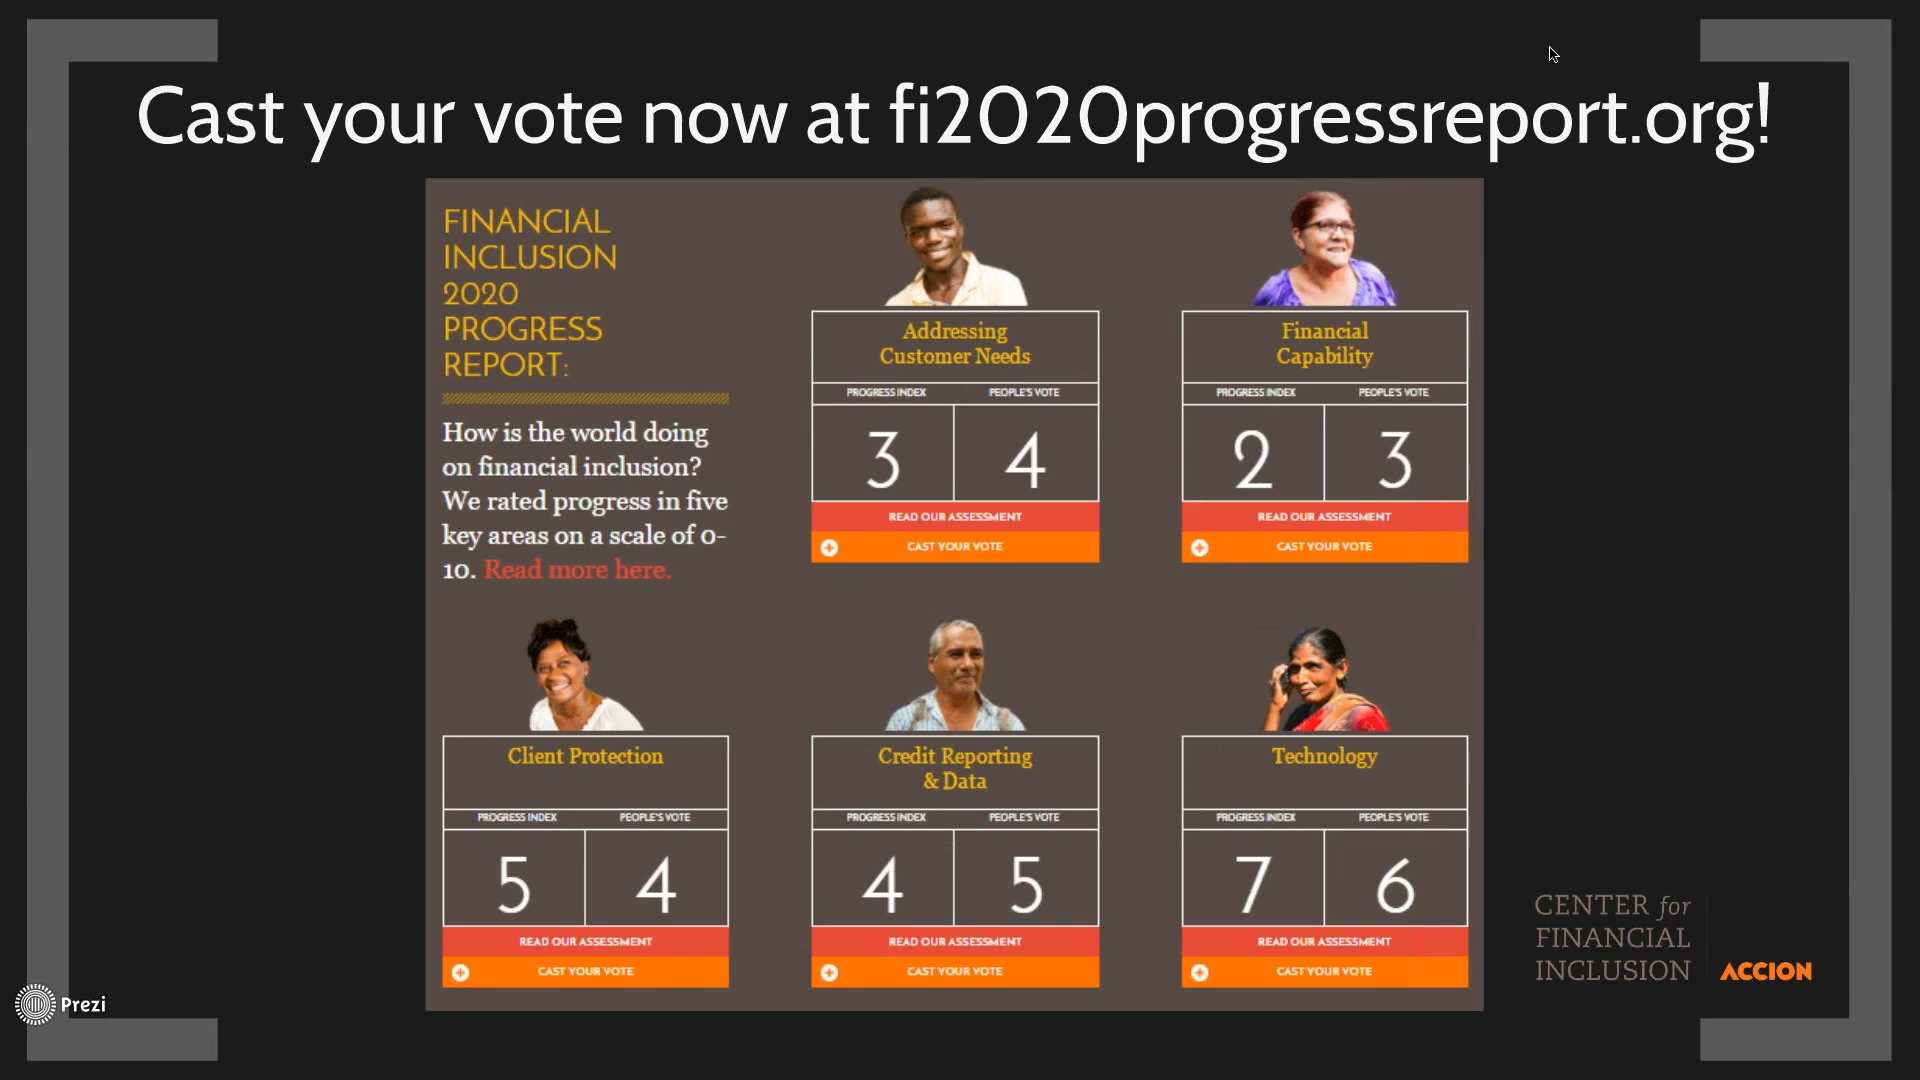 Cast your vote now at fi2020progressreport.org!
FINANCIAL
INCLUSION
2020
PROGRESS
REPORT:
How is the world doing
on financial inclusion?
We rated progress in five
key areas on a scale of 0-
10. Read more here.
Addressing
Customer Needs
PROGRESS INDEX PEOPLE'S VOTE
3 4
READ OUR ASSESSMENT
CAST YOUR VOTE
Financial
Capability
PROGRESS INDEX PEOPLE'S VOTE
2 3
READ OUR ASSESSMENT
CAST YOUR VOTE
Client Protection
PROGRESS INDEX PEOPLE'S VOTE
5 4
READ OUR ASSESSMENT
CAST YOUR VOTE
Credit Reporting
& Data
PROGRESS INDEX PEOPLE'S VOTE
4 5
READ OUR ASSESSMENT
CAST YOUR VOTE
Technology
PROGRESS INDEX PEOPLE'S VOTE
7 6
READ OUR ASSESSMENT
CAST YOUR VOTE
CENTER for
FINANCIAL
INCLUSION
ACCION
Prezi